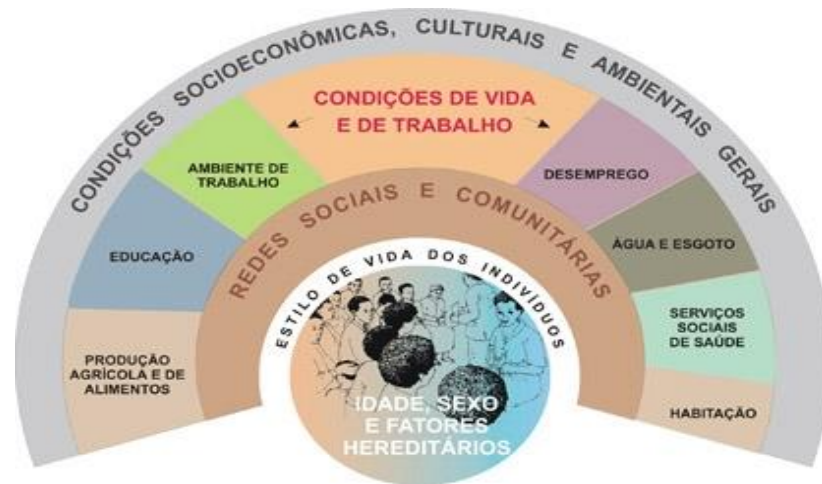 CONDIÇÕES SOCIOECONÔMICAS, CULTURAIS E AMBIENTAIS GERAIS
CONDIÇÕES DE VIDA
E DE TRABALHO
AMBIENTE DE
TRABALHO
DESEMPREGO
EDUCAÇÃO
ÁGUA E ESGOTO
PRODUÇÃO
AGRÍCOLA E DE
ALIMENTOS
SERVIÇOS
SOCIAIS
DE SAÚDE
HABITAÇÃO
REDES SOCIAIS E COMUNITÁRIAS
ESTILO DE VIDA DOS INDIVÍDUOS
IDADE, SEXO
E FATORES
HEREDITÁRIOS